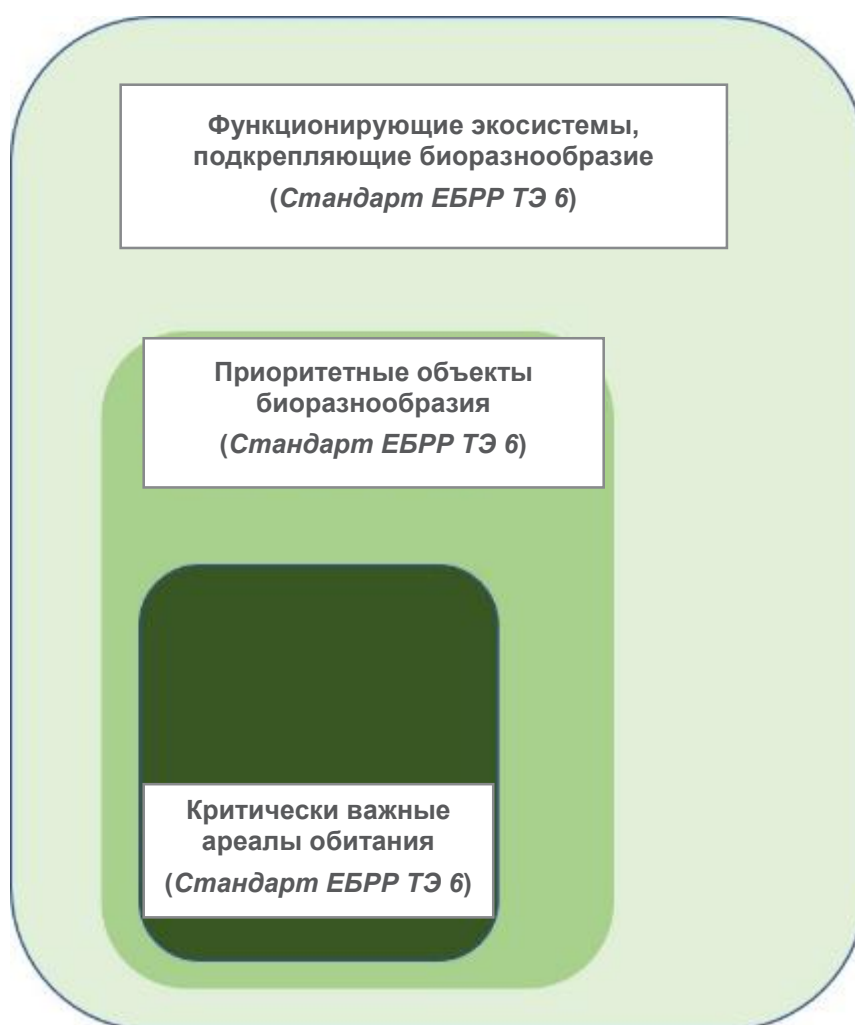 Функционирующие экосистемы,
подкрепляющие биоразнообразие
(Стандарт ЕБРР ТЭ 6)
Приоритетные объекты
биоразнообразия
(Стандарт ЕБРР ТЭ 6)
Критически важные
ареалы обитания
(Стандарт ЕБРР ТЭ 6)